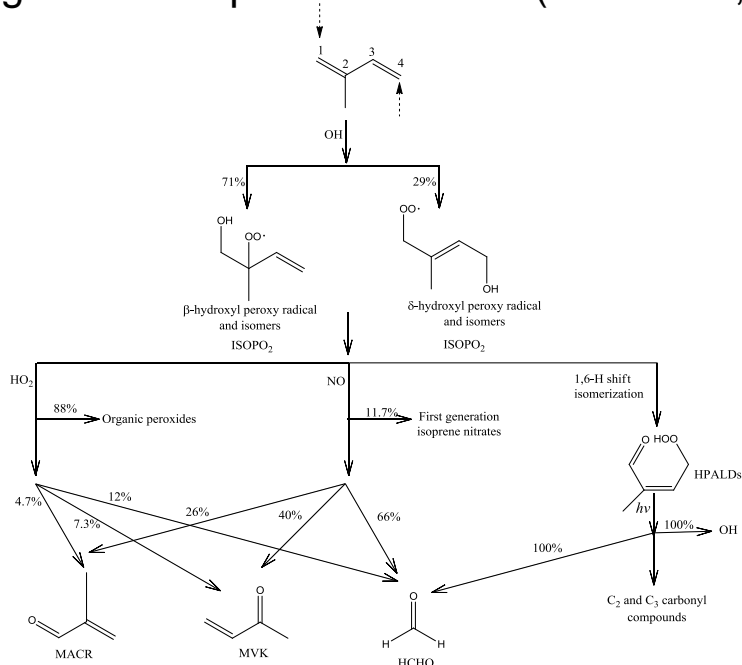 1
2
3
4
OH
71%
29%
OH
OO·
OO·
OH
β-hydroxyl peroxy radical
and isomers
ISOPO2
δ-hydroxyl peroxy radical
and isomers
ISOPO2
HO2
NO
1,6-H shift
isomerization
88%
Organic peroxides
11.7%
First generation
isoprene nitrates
O
HOO
HPALDs
hν
4.7%
7.3%
12%
26%
40%
66%
100%
100%
OH
C2 and C3 carbonyl
compounds
O
MACR
O
MVK
O
H
H
HCHO